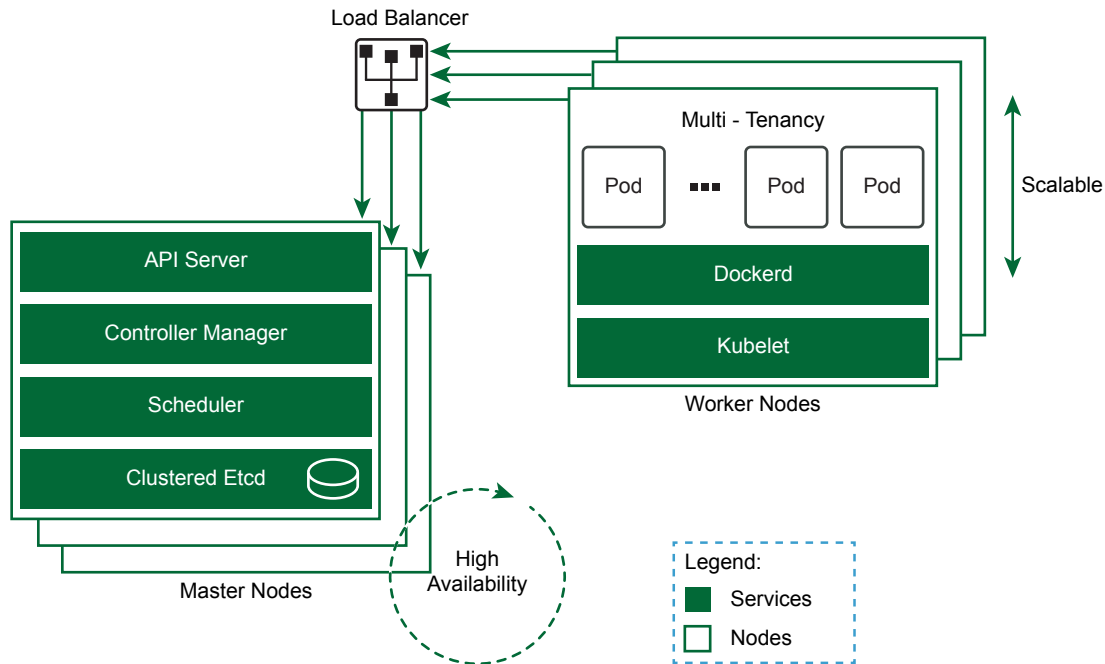 Load Balancer
Multi - Tenancy
Pod
Pod
Pod
Scalable
Dockerd
Kubelet
Worker Nodes
API Server
Controller Manager
Scheduler
Clustered Etcd
Master Nodes
High
Availability
Legend:
Services
Nodes